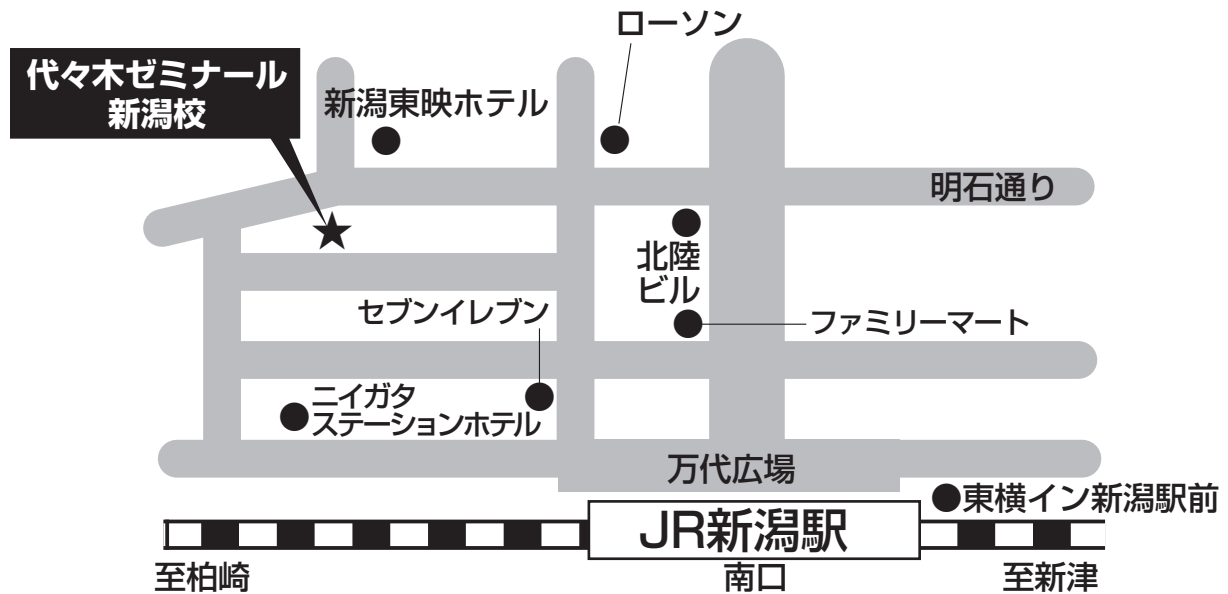 ローソン
代々木ゼミナール
新潟校
新潟東映ホテル
明石通り
北陸
ビル
セブンイレブン
ファミリーマート
ニイガタ
ステーションホテル
万代広場
東横イン新潟駅前
JR新潟駅
至柏崎
南口
至新津